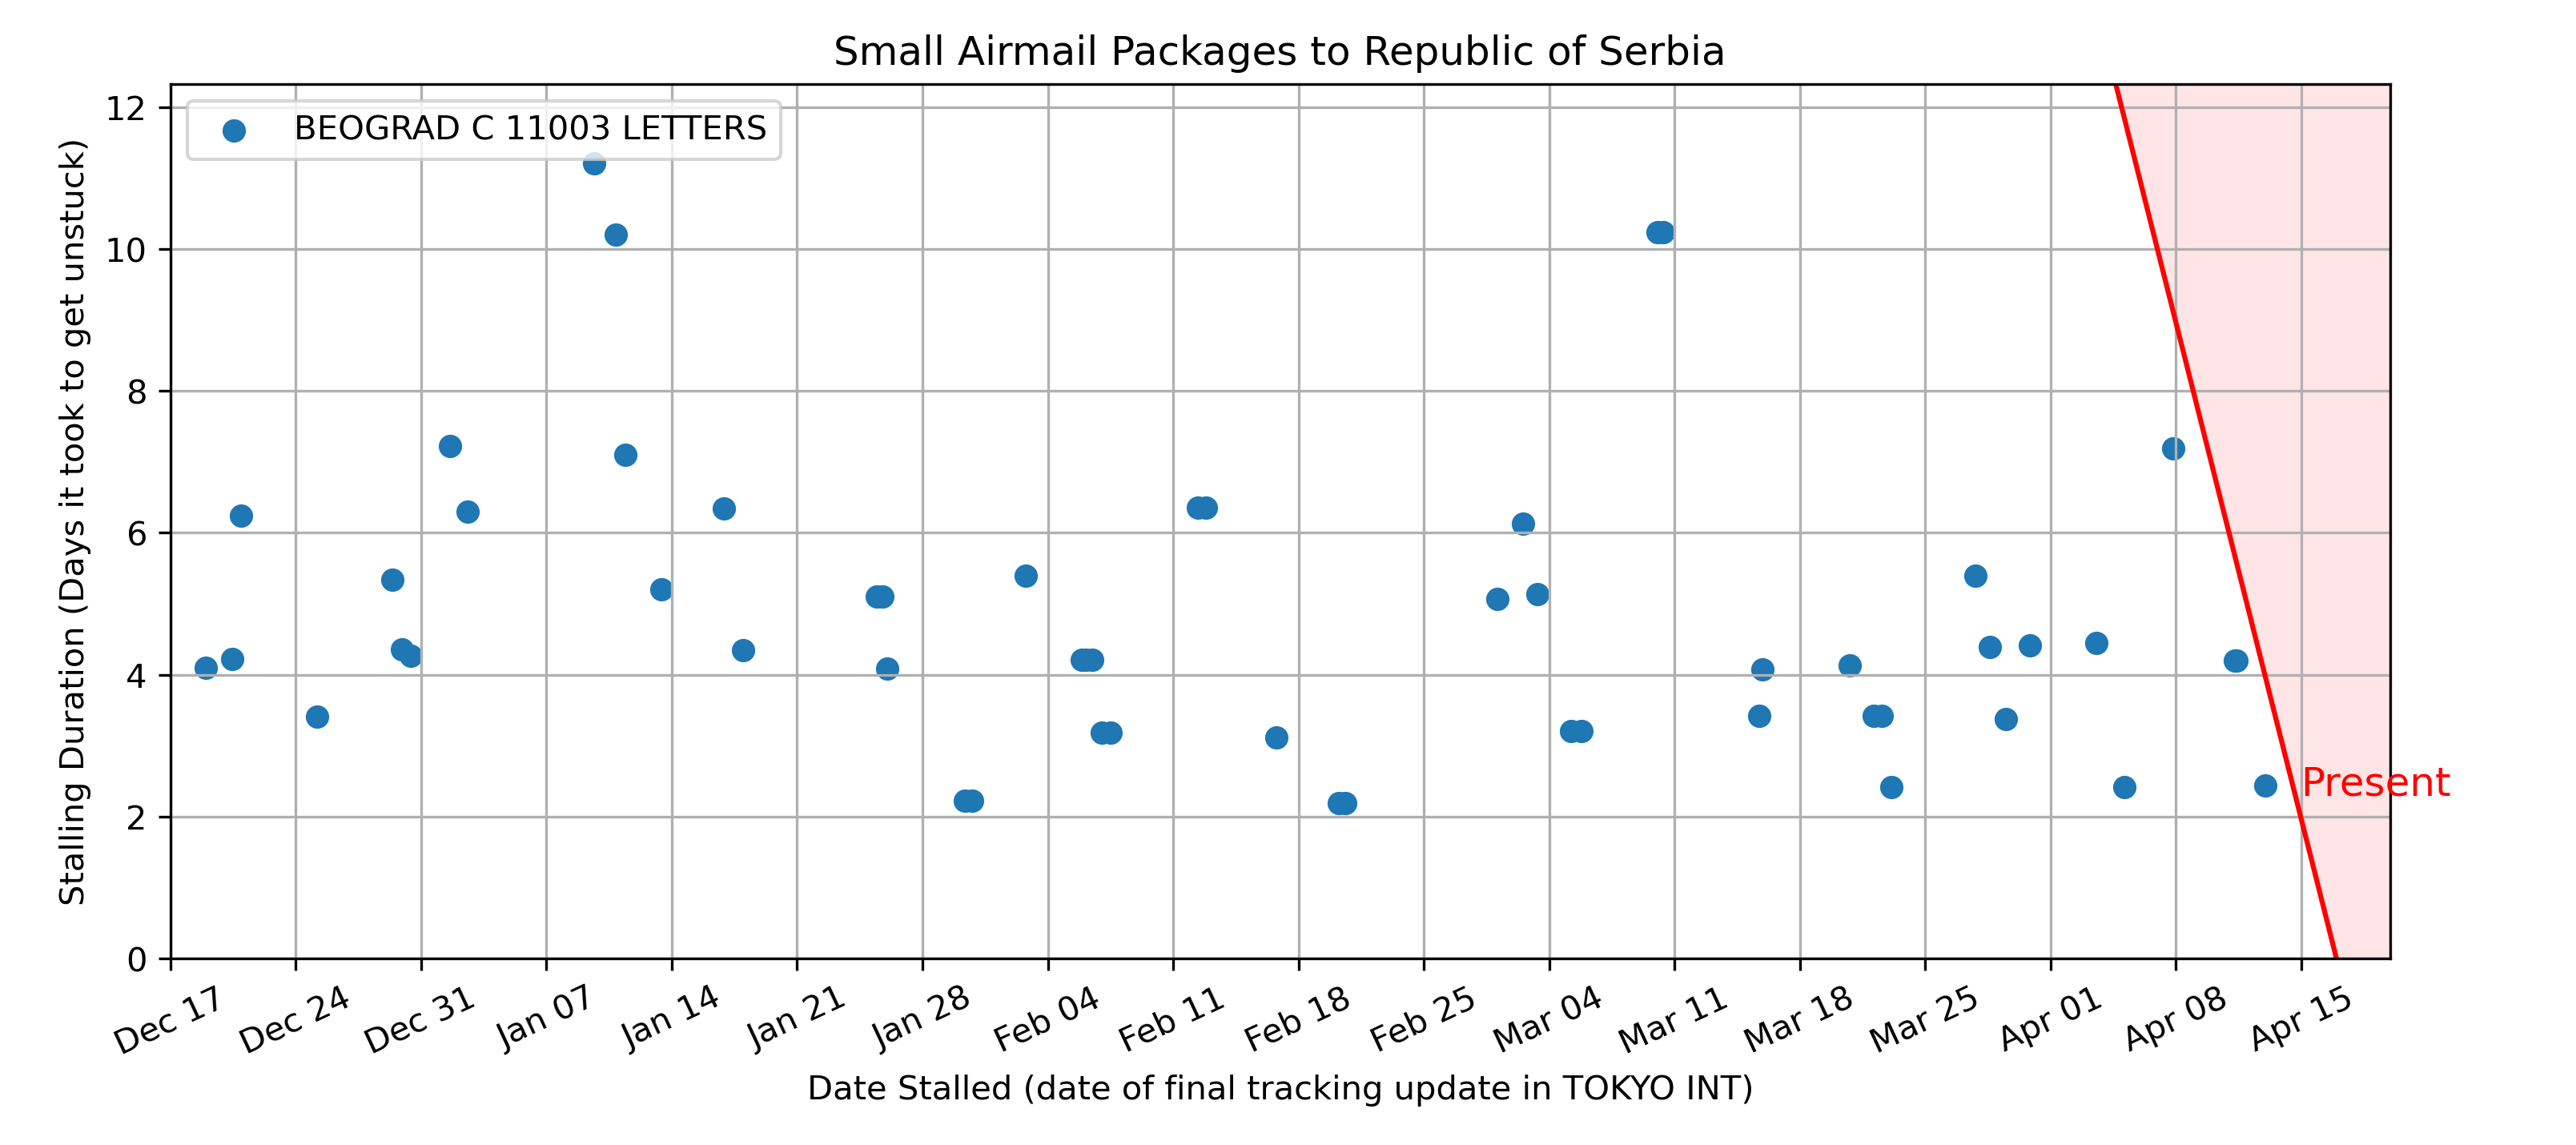 Small Airmail Packages to Republic of Serbia
BEOGRAD C 11003 LETTERS
Stalling Duration (Days it took to get unstuck)
12
10
8
6
4
2
0
Present
Dec 17
Dec 24
Dec 31
Jan 07
Jan 14
Jan 21
Jan 28
Feb 04
Feb 11
Feb 18
Feb 25
Mar 04
Mar 11
Mar 18
Mar 25
Apr 01
Apr 08
Apr 15
Date Stalled (date of final tracking update in TOKYO INT)